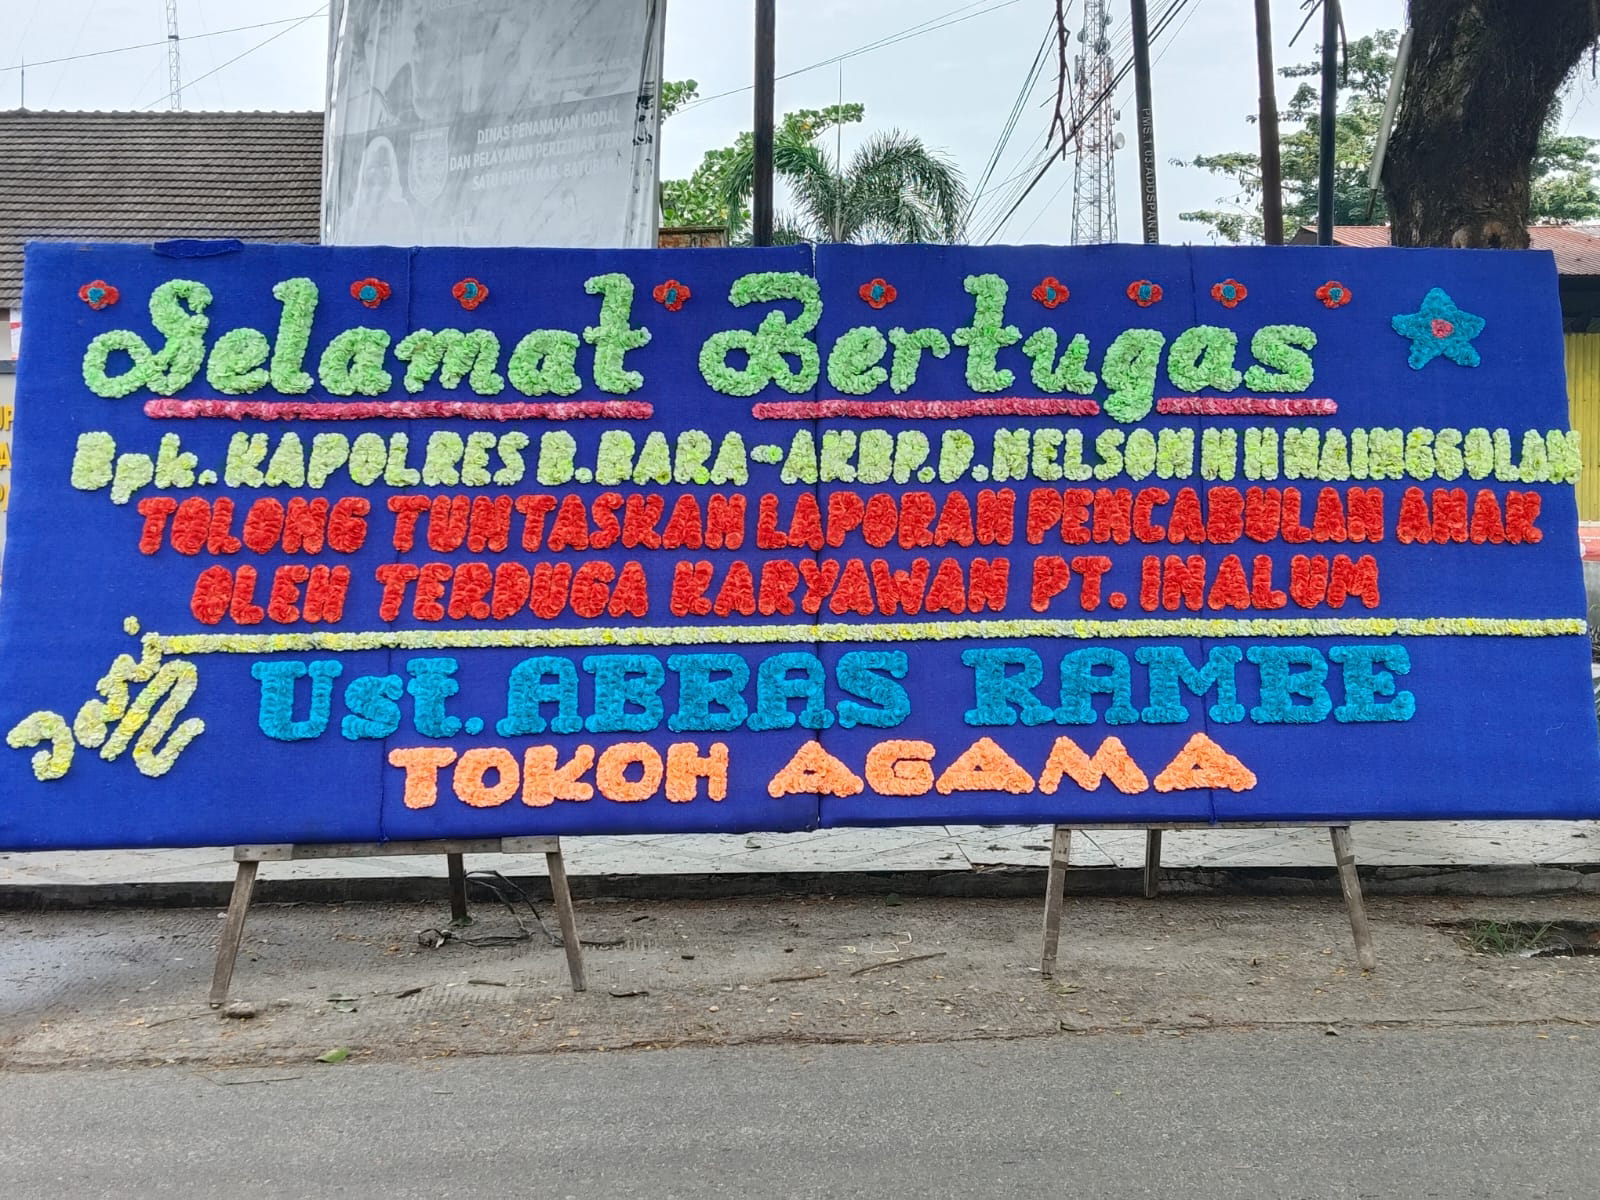 DINAS PENANAMAN MODAL
DAN PELAYANAN PERIZINAN
SATU PINTU KAB. BATUBARA
Selamat Bertugas
Bpk. KAPOLRES B.BARA-AKBP.D.NELSON H H NAINGGOLAN
TOLONG TUNTASKAN LAPORAN PENCABULAN ANAK
OLEH TERDUGA KARYAWAN PT. INALUM
Ust. ABBAS RAMBE
TOKOH AGAMA